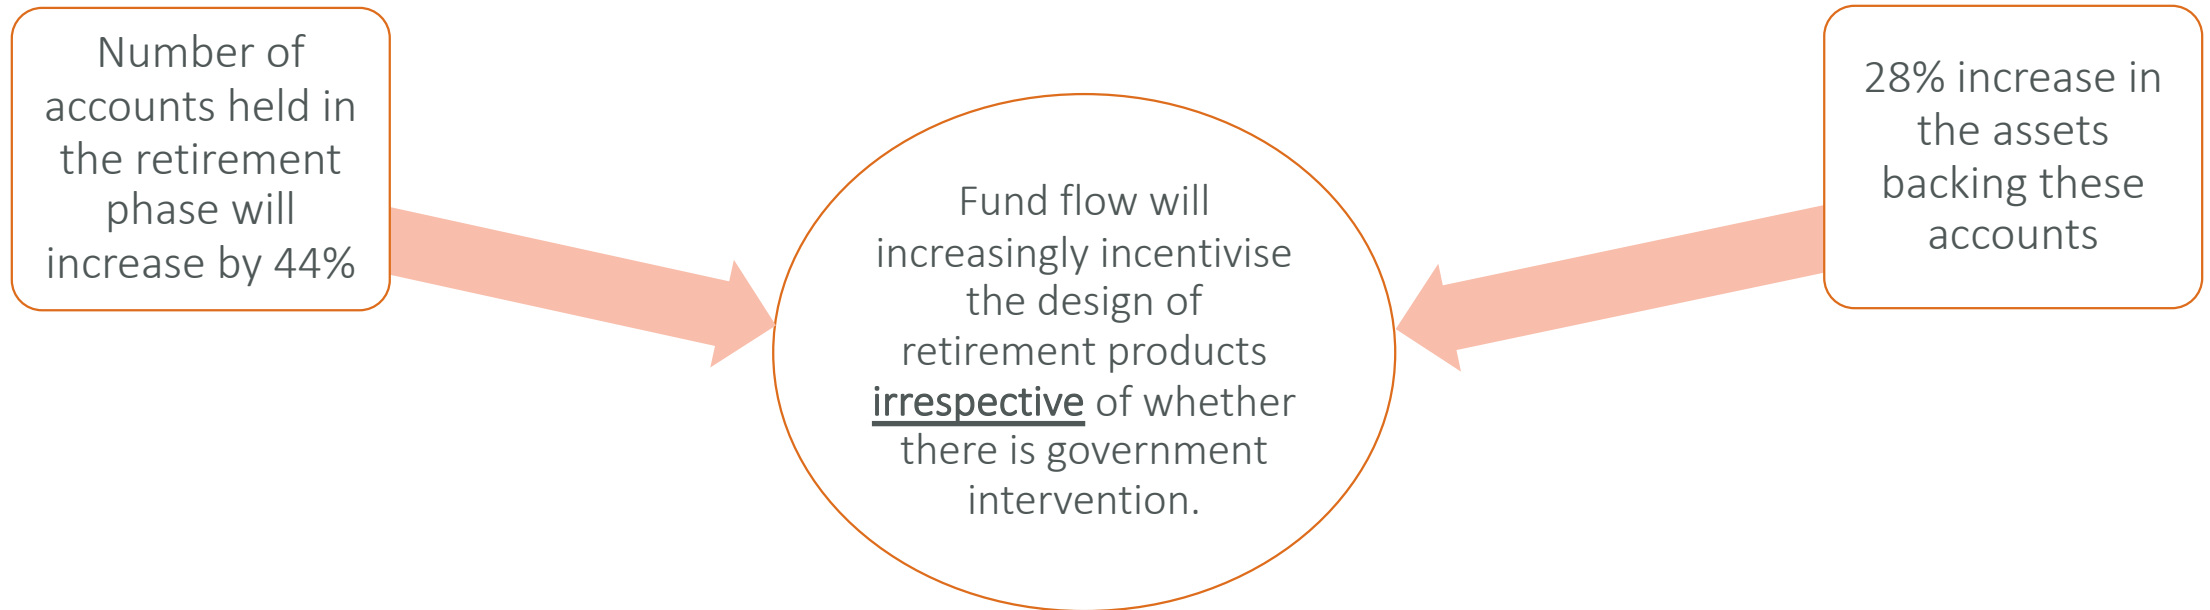 Number of
accounts held in
the retirement
phase will
increase by 44%
Fund flow will
increasingly incentivise
the design of
retirement products
irrespective of whether
there is government
intervention.
28% increase in
the assets
backing these
accounts